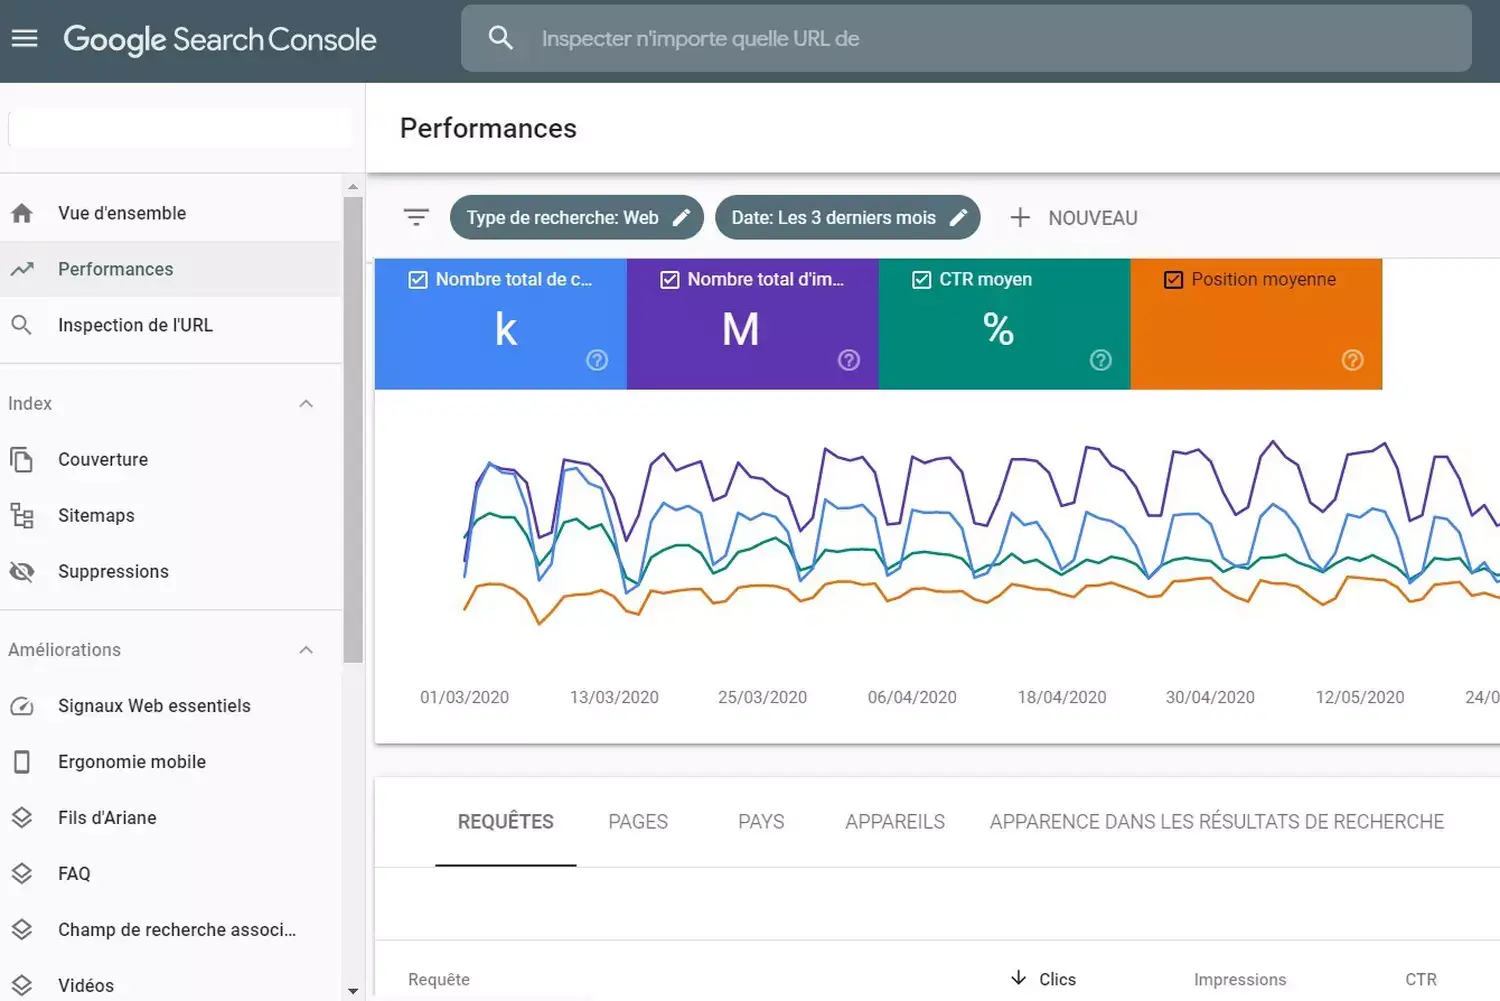 Google Search Console
Inspecter n'importe quelle URL de
Performances
Vue d'ensemble
Performances
Inspection de l'URL
Index
Couverture
Sitemaps
Suppressions
Améliorations
Signaux Web essentiels
Ergonomie mobile
Fils d'Ariane
FAQ
Champ de recherche associ...
Vidéos
Type de recherche: Web
Date: Les 3 derniers mois
NOUVEAU
Nombre total de c...
k
Nombre total d'im...
M
CTR moyen
%
Position moyenne
01/03/2020 13/03/2020 25/03/2020 06/04/2020 18/04/2020 30/04/2020 12/05/2020 24/0
REQUÊTES PAGES PAYS APPAREILS APPARENCE DANS LES RÉSULTATS DE RECHERCHE
Requête Clics Impressions CTR